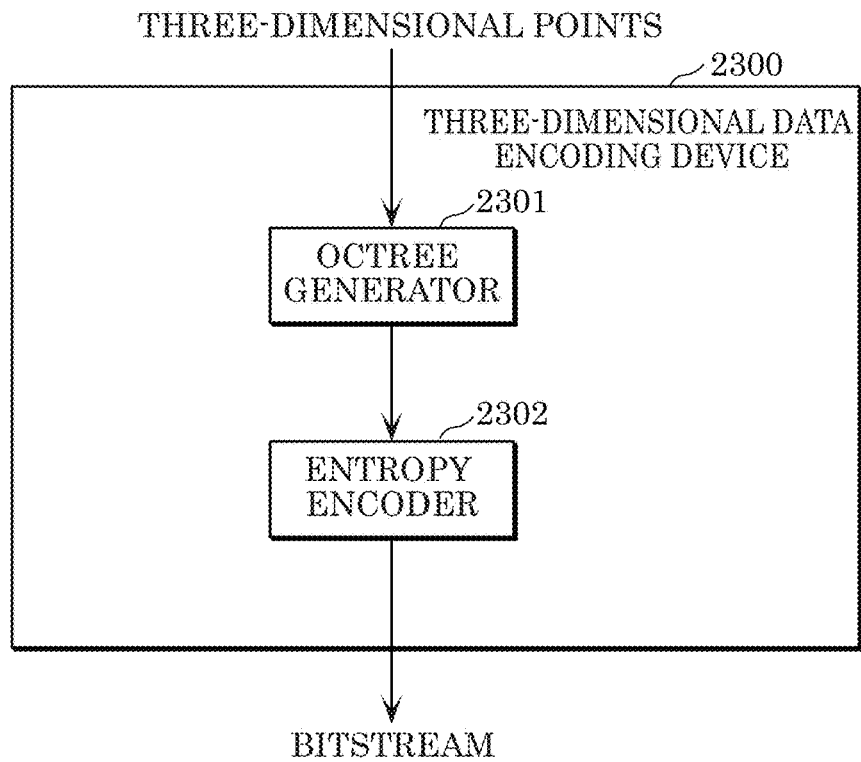 THREE-DIMENSIONAL POINTS
2300
THREE-DIMENSIONAL DATA
ENCODING DEVICE
2301
OCTREE
GENERATOR
2302
ENTROPY
ENCODER
BITSTREAM